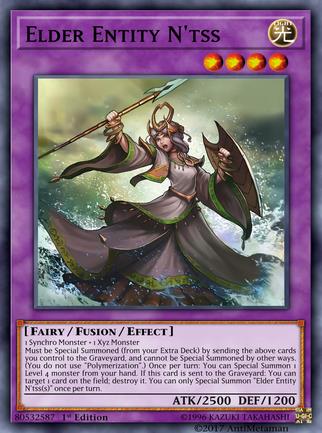 Elder Entity N'tss
LIGHT
光
[Fairy / Fusion / Effect]
1 Synchro Monster + 1 Xyz Monster
Must be Special Summoned (from your Extra Deck) by sending the above cards
you control to the Graveyard, and cannot be Special Summoned by other ways.
(You do not use "Polymerization".) Once per turn: You can Special Summon 1
Level 4 monster from your hand. If this card is sent to the Graveyard: You can
target 1 card on the field; destroy it. You can only Special Summon "Elder Entity
N'tss(s)" once per turn.
ATK/2500 DEF/1200
80532587 1st Edition ©1996 KAZUKI TAKAHASHI
©2017 AntiMetaman